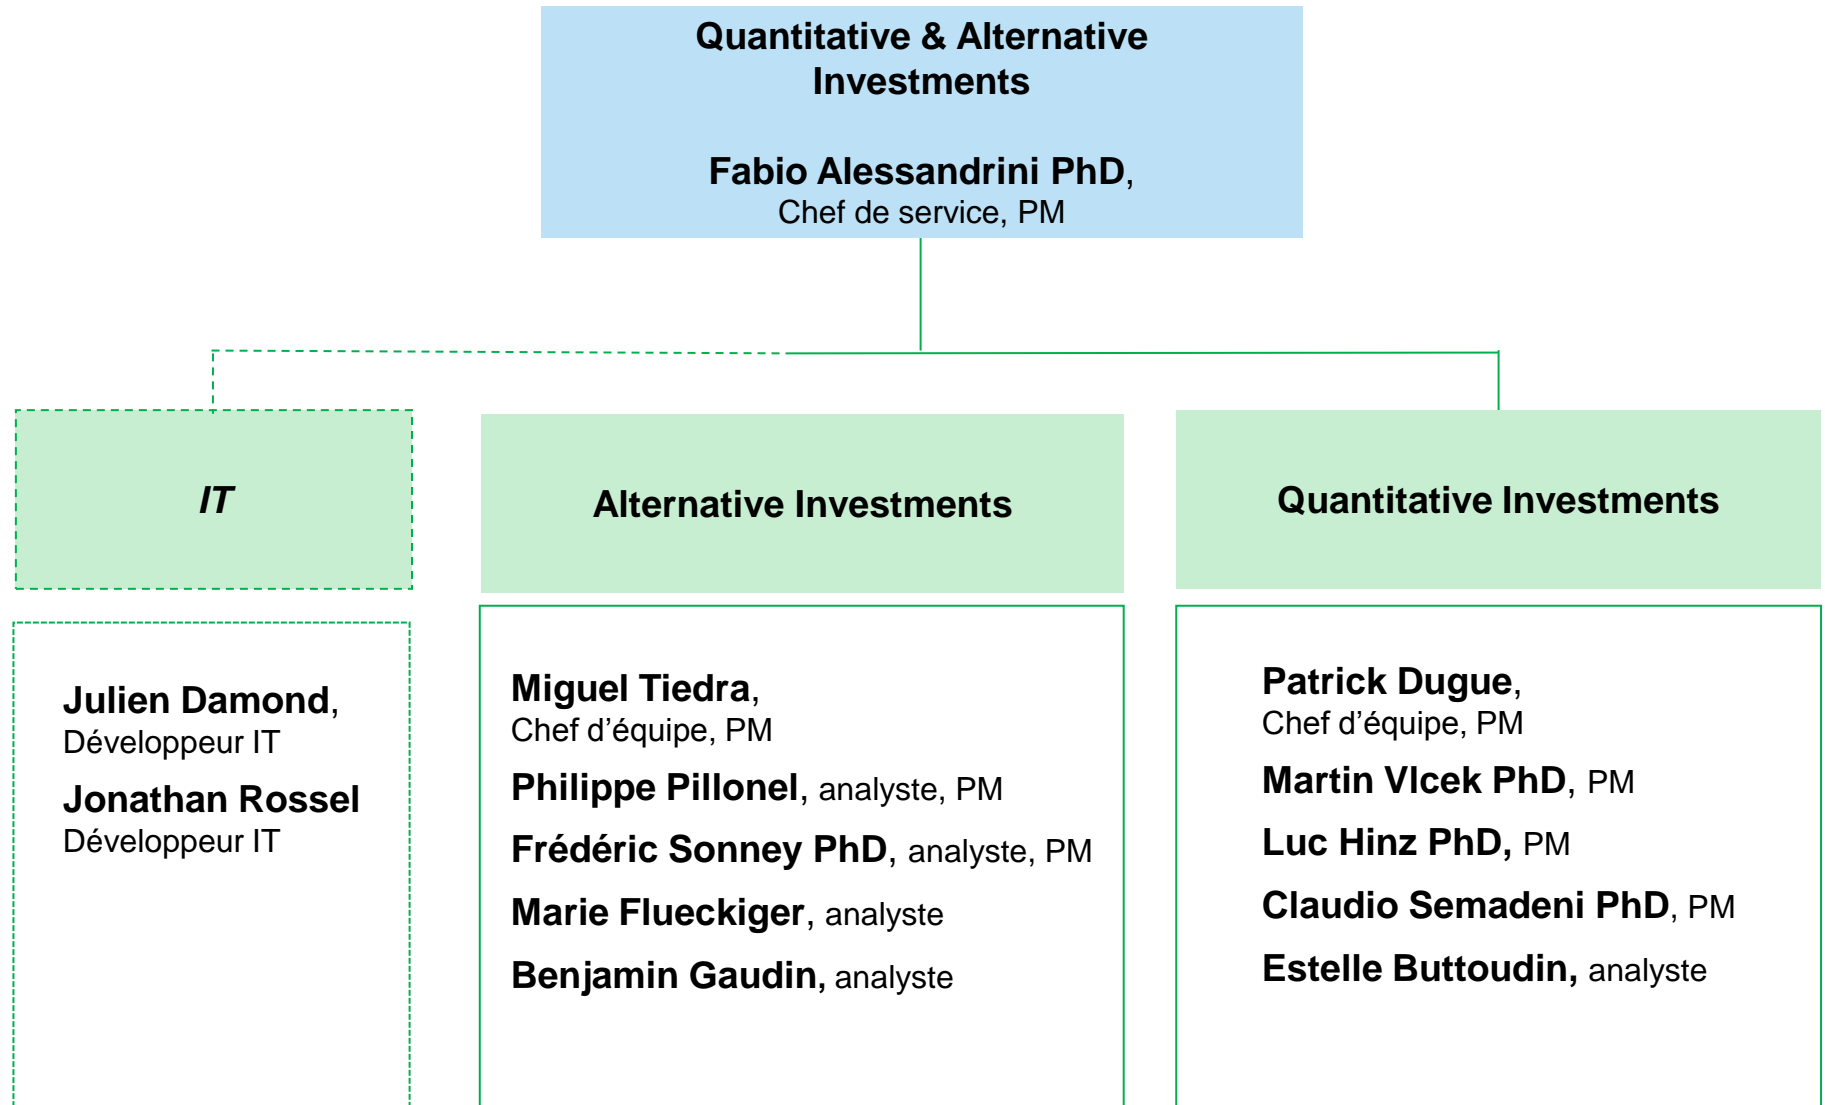 Quantitative & Alternative
Investments
Fabio Alessandrini PhD,
Chef de service, PM
IT
Julien Damond,
Développeur IT
Jonathan Rossel
Développeur IT
Alternative Investments
Miguel Tiedra,
Chef d’équipe, PM
Philippe Pillonel, analyste, PM
Frédéric Sonney PhD, analyste, PM
Marie Flueckiger, analyste
Benjamin Gaudin, analyste
Quantitative Investments
Patrick Dugue,
Chef d’équipe, PM
Martin Vlcek PhD, PM
Luc Hinz PhD, PM
Claudio Semadeni PhD, PM
Estelle Buttoudin, analyste